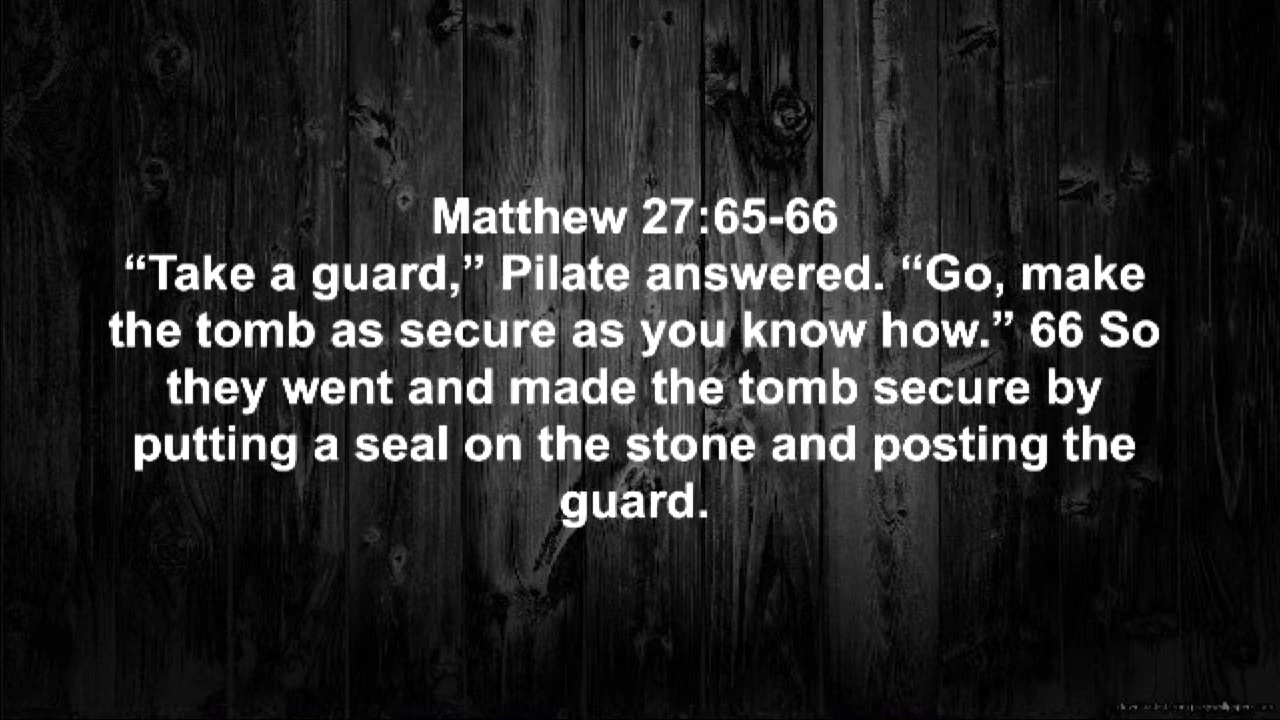 Matthew 27:65-66
“Take a guard,” Pilate answered. “Go, make
the tomb as secure as you know how.” 66 So
they went and made the tomb secure by
putting a seal on the stone and posting the
guard.